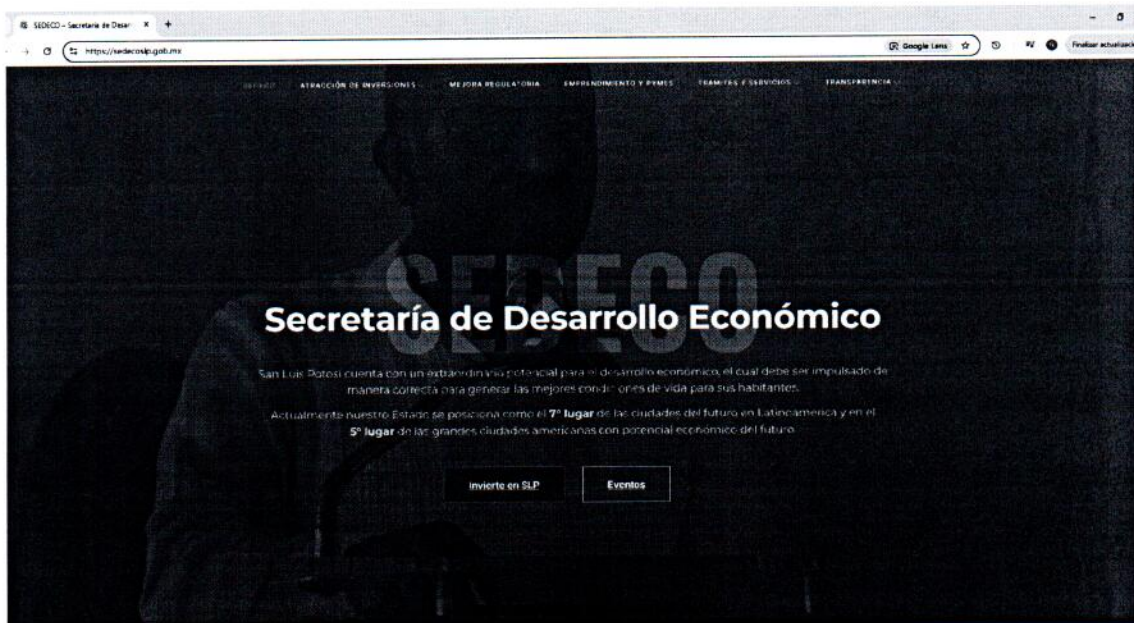 SEDECO – Secretaría de Desar
https://sedecoslp.gob.mx
Google Lens
Finalizar actualizació
ATRACCIÓN DE INVERSIONES
MEJORA REGULATORIA
EMPRENDIMIENTO Y PYMES
TRÁMITES Y SERVICIOS
TRANSPARENCIA
SEDECO
Secretaría de Desarrollo Económico
San Luis Potosí cuenta con un extraordinario potencial para el desarrollo económico, el cual debe ser impulsado de
manera correcta para generar las mejores condiciones de vida para sus habitantes.
Actualmente nuestro Estado se posiciona como el 7° lugar de las ciudades del futuro en Latinoamérica y en el
5° lugar de las grandes ciudades americanas con potencial económico del futuro
Invierte en SLP
Eventos